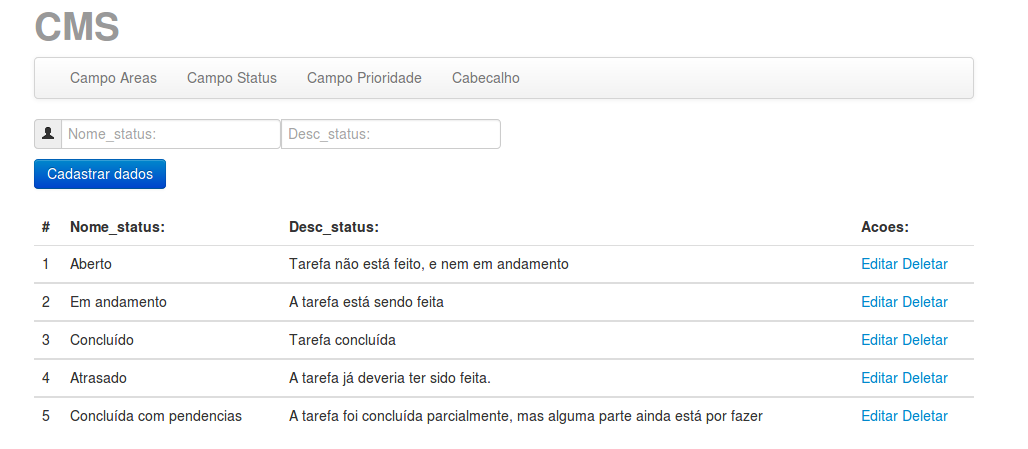 CMS
Campo Areas Campo Status Campo Prioridade Cabecalho
Nome_status: Desc_status:
Cadastrar dados
# Nome_status: Desc_status: Acoes:
1 Aberto Tarefa não está feito, e nem em andamento Editar Deletar
2 Em andamento A tarefa está sendo feita Editar Deletar
3 Concluído Tarefa concluída Editar Deletar
4 Atrasado A tarefa já deveria ter sido feita. Editar Deletar
5 Concluída com pendencias A tarefa foi concluída parcialmente, mas alguma parte ainda está por fazer Editar Deletar